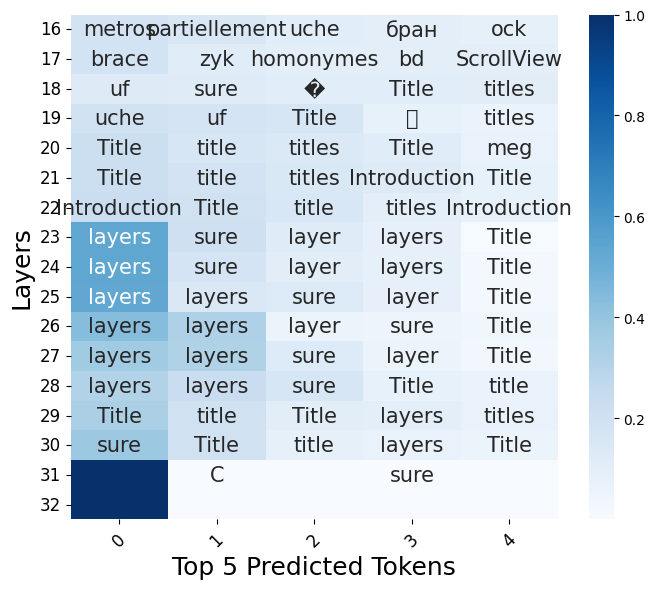 16 metros partiellement uche бран ock
17 brace zyk homonymes bd ScrollView
18 uf sure � Title titles
19 uche uf Title titles
20 Title title titles Title meg
21 Title title titles Introduction Title
22 Introduction Title title titles Introduction
23 layers sure layer layers Title
24 layers sure layer layers Title
25 layers layers sure layer Title
26 layers layers layer sure Title
27 layers layers sure layer Title
28 layers layers sure Title title
29 Title title Title layers titles
30 sure Title title layers Title
31 C sure
32
0 1 2 3 4
Top 5 Predicted Tokens
Layers
1.0
0.8
0.6
0.4
0.2